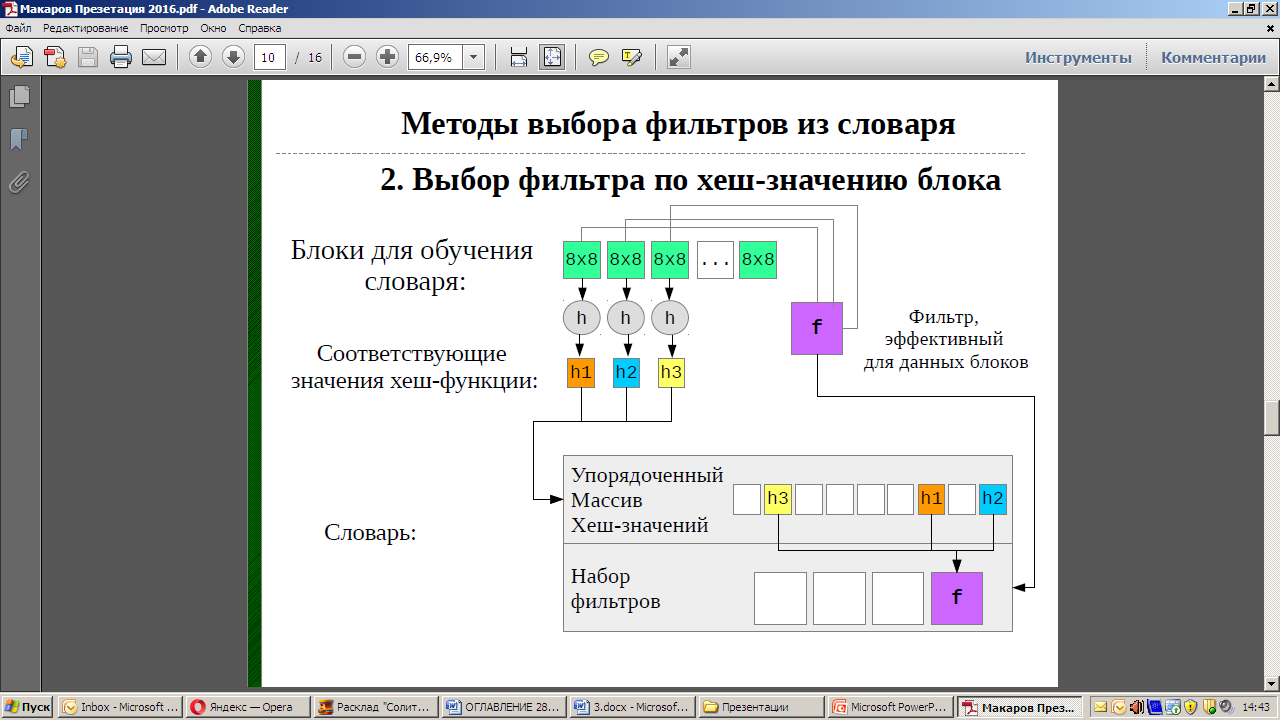 Макаров Презетация 2016.pdf - Adobe Reader
Файл Редактирование Просмотр Окно Справка
10 / 16 66,9% Инструменты Комментарии
Методы выбора фильтров из словаря
2. Выбор фильтра по хеш-значению блока
Блоки для обучения
словаря:
8x8 8x8 8x8 ... 8x8
h h h
f
Фильтр,
эффективный
для данных блоков
Соответствующие
значения хеш-функции:
h1 h2 h3
Словарь:
Упорядоченный
Массив
Хеш-значений
h3 h1 h2
Набор
фильтров
f
Пуск Inbox - Microsoft ... Яндекс — Opera Расклад "Солит... ОГЛАВЛЕНИЕ 28... 3.docx - Microsof... Презентации Microsoft PowerP... Макаров През... 14:43